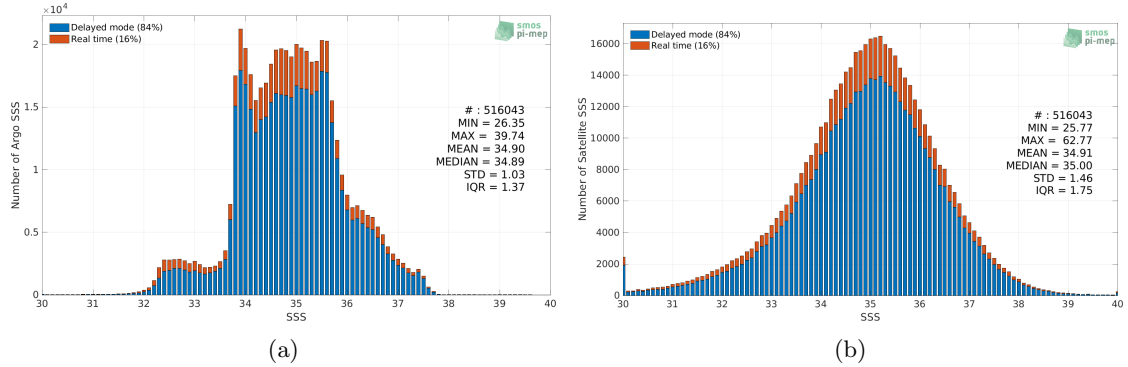 ×10⁴
Delayed mode (84%)
Real time (16%)
smos
pi-mep
# : 516043
MIN = 26.35
MAX = 39.74
MEAN = 34.90
MEDIAN = 34.89
STD = 1.03
IQR = 1.37
Number of Argo SSS
2
1.5
1
0.5
0
30 31 32 33 34 35 36 37 38 39 40
SSS
(a)
Delayed mode (84%)
Real time (16%)
smos
pi-mep
# : 516043
MIN = 25.77
MAX = 62.77
MEAN = 34.91
MEDIAN = 35.00
STD = 1.46
IQR = 1.75
Number of Satellite SSS
16000
14000
12000
10000
8000
6000
4000
2000
0
30 31 32 33 34 35 36 37 38 39 40
SSS
(b)